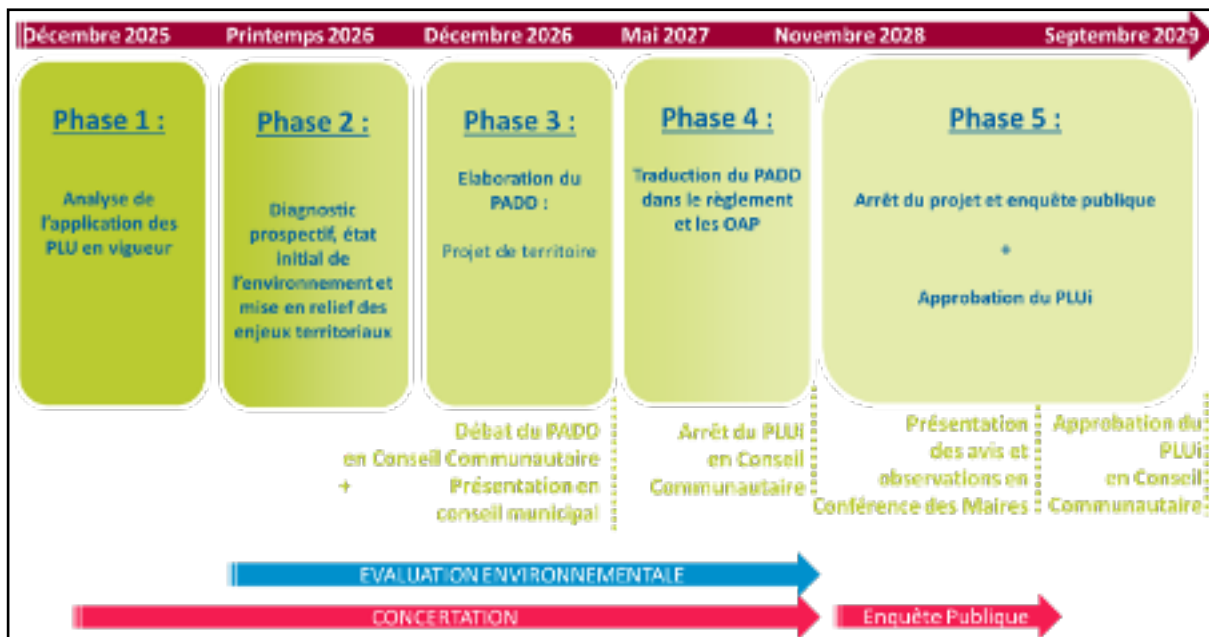 Décembre 2025 Printemps 2026 Décembre 2026 Mai 2027 Novembre 2028 Septembre 2029
Phase 1 :
Analyse de
l'application des
PLU en vigueur
Phase 2 :
Diagnostic
prospectif, état
initial de
l'environnement et
mise en relief des
enjeux territoriaux
Phase 3 :
Elaboration du
PADD :
Projet de territoire
Phase 4 :
Traduction du PADD
dans le règlement
et les OAP
Phase 5 :
Arrêt du projet et enquête publique
+
Approbation du PLUi
Débat du PADD
en Conseil Communautaire
+
Présentation en
conseil municipal
Arrêt du PLUi
en Conseil
Communautaire
Présentation
des avis et
observations en
Conférence des Maires
Approbation du
PLUi
en Conseil
Communautaire
EVALUATION ENVIRONNEMENTALE
CONCERTATION
Enquête Publique